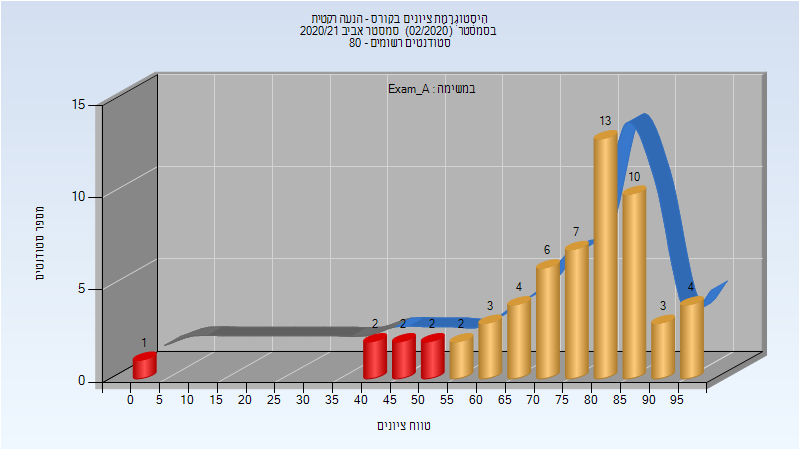 היסטוגרמת ציונים בקורס - הנעה רקטית
בסמסטר (02/2020) סמסטר אביב 2020/21
סטודנטים רשומים - 80
במשימה : Exam_A
מספר סטודנטים
15
10
5
0
1
2
2
2
2
3
4
6
7
13
10
3
4
0 5 10 15 20 25 30 35 40 45 50 55 60 65 70 75 80 85 90 95
טווח ציונים